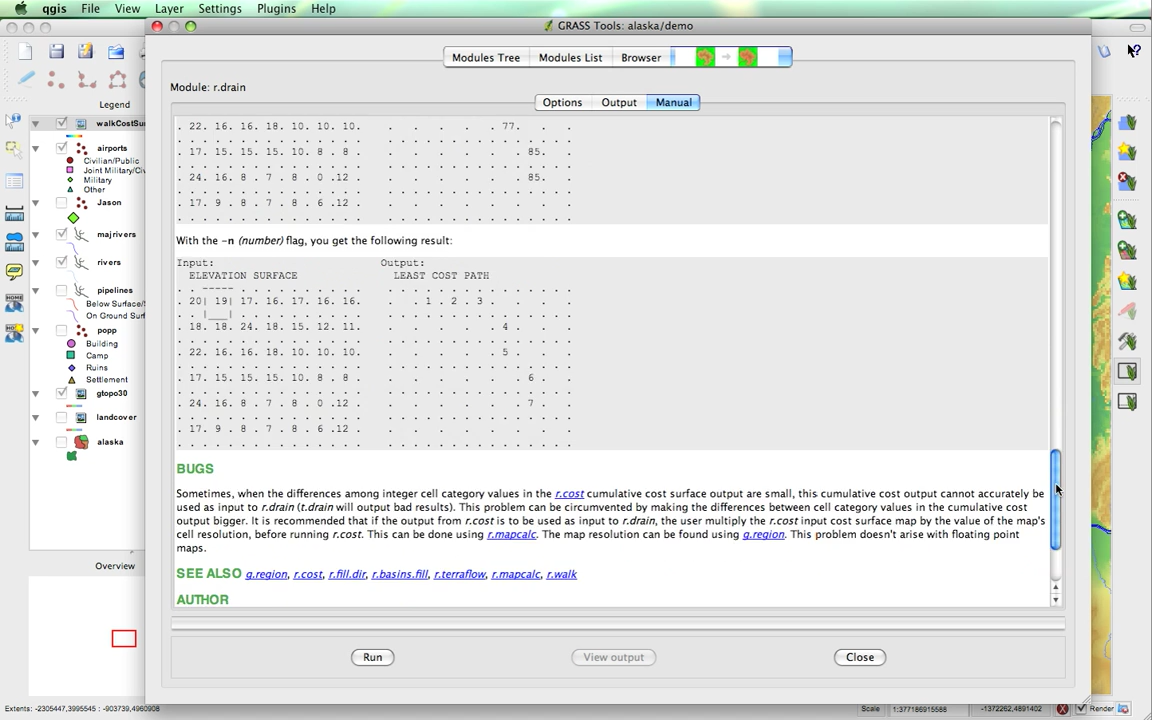 qgis File View Layer Settings Plugins Help
GRASS Tools: alaska/demo
Modules Tree Modules List Browser
Module: r.drain
Options Output Manual
Legend
walkCostSu
airports
Civilian/Public
Joint Military/Civ
Military
Other
Jason
majrivers
rivers
pipelines
Below Surface/S
On Ground Surf
popp
Building
Camp
Ruins
Settlement
gtopo30
landcover
alaska
Overview
. 22. 16. 16. 18. 10. 10. 10. . . . . . 77. . .
. . . . . . . . . . . . . . . . . . . . . .
. 17. 15. 15. 15. 10. 8 . 8 . . . . . . . 85. .
. . . . . . . . . . . . . . . . . . . . . .
. 24. 16. 8 . 7 . 8 . 0 .12 . . . . . . . 85. .
. . . . . . . . . . . . . . . . . . . . . .
. 17. 9 . 8 . 7 . 8 . 6 .12 . . . . . . . . .
. . . . . . . . . . . . . . . . . . . . . .
With the -n (number) flag, you get the following result:
Input: Output:
ELEVATION SURFACE LEAST COST PATH
. . . . . . . . . . . . . . . . . . . . . .
. 20| 19| 17. 16. 17. 16. 16. . . 1 . 2 . 3 . . . .
. . |___| . . . . . . . . . . . . . . . . . .
. 18. 18. 24. 18. 15. 12. 11. . . . . . 4 . . .
. . . . . . . . . . . . . . . . . . . . . .
. 22. 16. 16. 18. 10. 10. 10. . . . . . 5 . . .
. . . . . . . . . . . . . . . . . . . . . .
. 17. 15. 15. 15. 10. 8 . 8 . . . . . . . 6 . .
. . . . . . . . . . . . . . . . . . . . . .
. 24. 16. 8 . 7 . 8 . 0 .12 . . . . . . . 7 . .
. . . . . . . . . . . . . . . . . . . . . .
. 17. 9 . 8 . 7 . 8 . 6 .12 . . . . . . . . .
. . . . . . . . . . . . . . . . . . . . . .
BUGS
Sometimes, when the differences among integer cell category values in the r.cost cumulative cost surface output are small, this cumulative cost output cannot accurately be
used as input to r.drain (t.drain will output bad results). This problem can be circumvented by making the differences between cell category values in the cumulative cost
output bigger. It is recommended that if the output from r.cost is to be used as input to r.drain, the user multiply the r.cost input cost surface map by the value of the map's
cell resolution, before running r.cost. This can be done using r.mapcalc. The map resolution can be found using g.region. This problem doesn't arise with floating point
maps.
SEE ALSO g.region, r.cost, r.fill.dir, r.basins.fill, r.terraflow, r.mapcalc, r.walk
AUTHOR
Run View output Close
HOME
HOME
Extents: -2305447,3995545 : -903739,4960908 Scale 1:377186915588 -1372262,4891402 Render